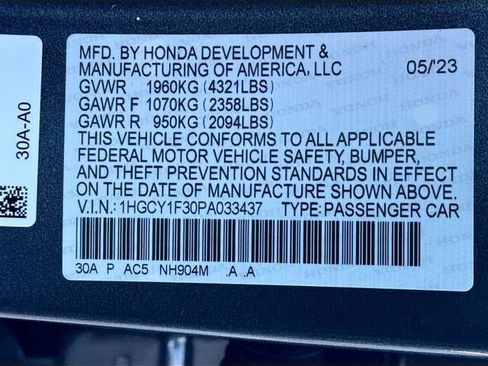 MFD. BY HONDA DEVELOPMENT &
MANUFACTURING OF AMERICA, LLC 05/'23
GVWR 1960KG (4321LBS)
GAWR F 1070KG (2358LBS)
GAWR R 950KG (2094LBS)
THIS VEHICLE CONFORMS TO ALL APPLICABLE
FEDERAL MOTOR VEHICLE SAFETY, BUMPER,
AND THEFT PREVENTION STANDARDS IN EFFECT
ON THE DATE OF MANUFACTURE SHOWN ABOVE.
V.I.N.: 1HGCY1F30PA033437 TYPE: PASSENGER CAR
30A P AC5 NH904M .A .A
30A-A0
HONDA